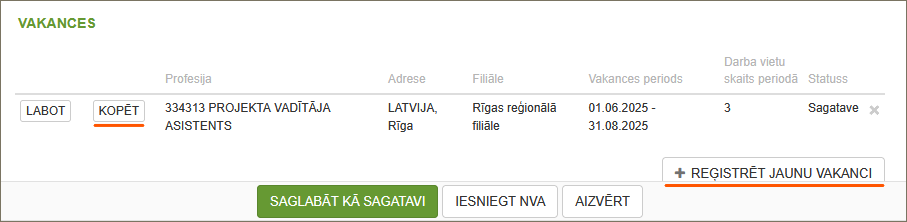 VAKANCES
Profesija Adrese Filiāle Vakances periods Darba vietu skaits periodā Statuss
LABOT KOPĒT 334313 PROJEKTA VADĪTĀJA LATVIJA, Rīgas reģionālā 01.06.2025 - 3 Sagatave ×
ASISTENTS Rīga filiāle 31.08.2025
+ REĢISTRĒT JAUNU VAKANCI
SAGLABĀT KĀ SAGATAVI IESNIEGT NVA AIZVĒRT